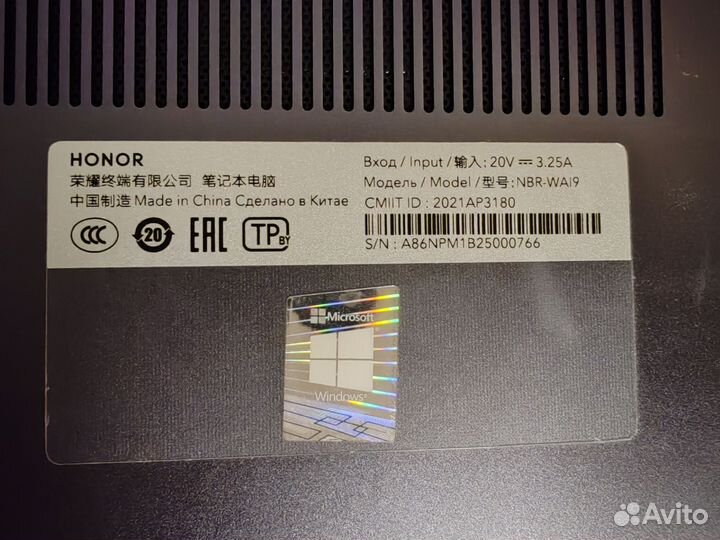 HONOR
荣耀终端有限公司 笔记本电脑
中国制造 Made in China Сделано в Китае
CCC 20 EAC TP BY
Вход / Input / 输入: 20V ⎓ 3.25A
Модель / Model / 型号: NBR-WAI9
CMIIT ID : 2021AP3180
S/N : A86NPM1B25000766
Microsoft
Windows®
Avito